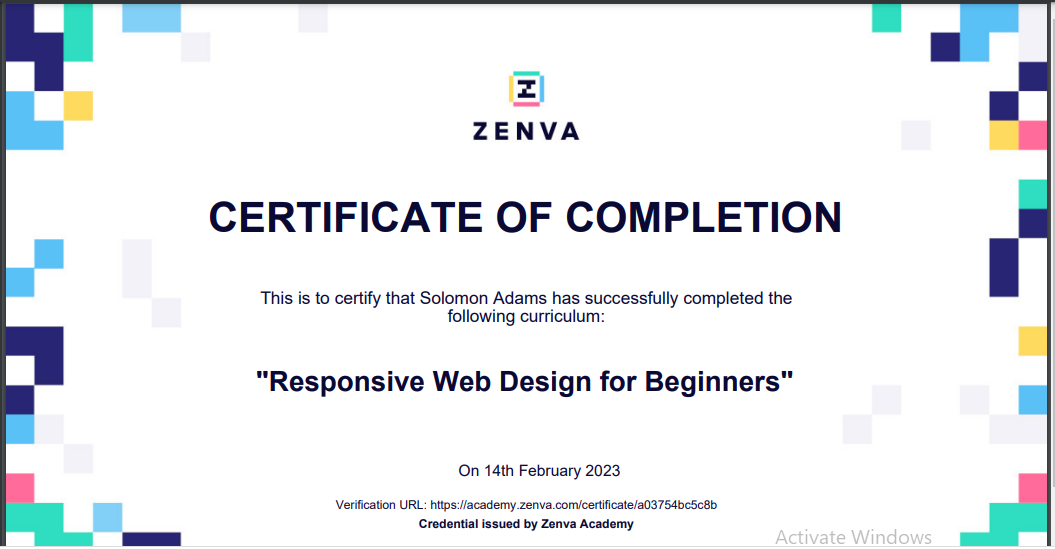 ZENVA
CERTIFICATE OF COMPLETION
This is to certify that Solomon Adams has successfully completed the
following curriculum:
"Responsive Web Design for Beginners"
On 14th February 2023
Verification URL: https://academy.zenva.com/certificate/a03754bc5c8b
Credential issued by Zenva Academy
Activate Windows